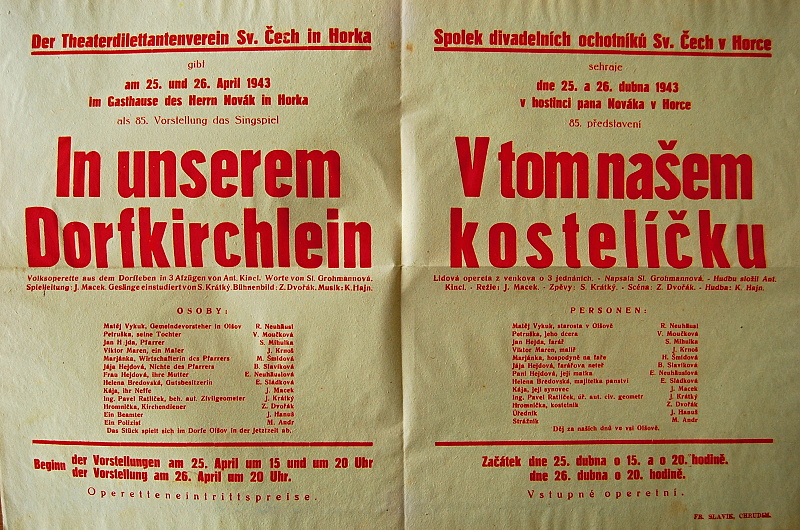 Der Theaterdilettantenverein Sv. Čech in Horka
gibt
am 25. und 26. April 1943
im Gasthause des Herrn Novák in Horka
als 85. Vorstellung das Singspiel
In unserem
Dorfkirchlein
Volksoperette aus dem Dorfleben in 3 Afzügen von Ant. Kincl. Worte von Sl. Grohmannová.
Spielleitung: J. Macek. Gesänge einstudiert von S. Krátký. Bühnenbild: Z. Dvořák. Musik: K. Hajn.
OSOBY:
Matěj Vykuk, Gemeindevorsteher in Olšov R. Neuhäusl
Petruška, seine Tochter V. Moučková
Jan H jda, Pfarrer S. Mihulka
Viktor Maren, ein Maler J. Krnoš
Marjánka, Wirtschafterin des Pfarrers M. Šmídová
Jája Hejdová, Nichte des Pfarrers B. Slavíková
Frau Hejdová, ihre Mutter E. Neuhäuslová
Helena Bredovská, Gutsbesitzerin E. Sládková
Kája, ihr Neffe J. Macek
Ing. Pavel Ratlíček, beh. aut. Zivilgeometer J. Krátký
Hromnička, Kirchendiener Z. Dvořák
Ein Beamter J. Hanuš
Ein Polizist M. Andr
Das Stück spielt sich im Dorfe Olšov in der Jetztzeit ab.
Beginn der Vorstellungen am 25. April um 15 und um 20 Uhr
der Vorstellung am 26. April um 20 Uhr.
Operetteneintrittspreise.
Spolek divadelních ochotníků Sv. Čech v Horce
sehraje
dne 25. a 26. dubna 1943
v hostinci pana Nováka v Horce
85. představení
V tom našem
kostelíčku
Lidová opereta z venkova o 3 jednáních. - Napsala Sl. Grohmannová. - Hudbu složil Ant.
Kincl. - Režie: J. Macek. - Zpěvy: S. Krátký. - Scéna: Z. Dvořák. - Hudba: K. Hajn.
PERSONEN:
Matěj Vykuk, starosta v Olšově R. Neuhäusl
Petruška, jeho dcera V. Moučková
Jan Hejda, farář S. Mihulka
Viktor Maren, malíř J. Krnoš
Marjánka, hospodyně na faře H. Šmídová
Jája Hejdová, farářova neteř B. Slavíková
Paní Hejdová, její matka E. Neuhäuslová
Helena Bredovská, majitelka panství E. Sládková
Kája, její synovec J. Macek
Ing. Pavel Ratlíček, úř. aut. civ. geometr J. Krátký
Hromnička, kostelník Z. Dvořák
Úředník J. Hanuš
Strážník M. Andr
Děj za našich dnů ve vsi Olšově.
Začátek dne 25. dubna o 15. a o 20. hodině.
dne 26. dubna o 20. hodině.
Vstupné operetní.
FR. SLAVÍK, CHRUDIM.